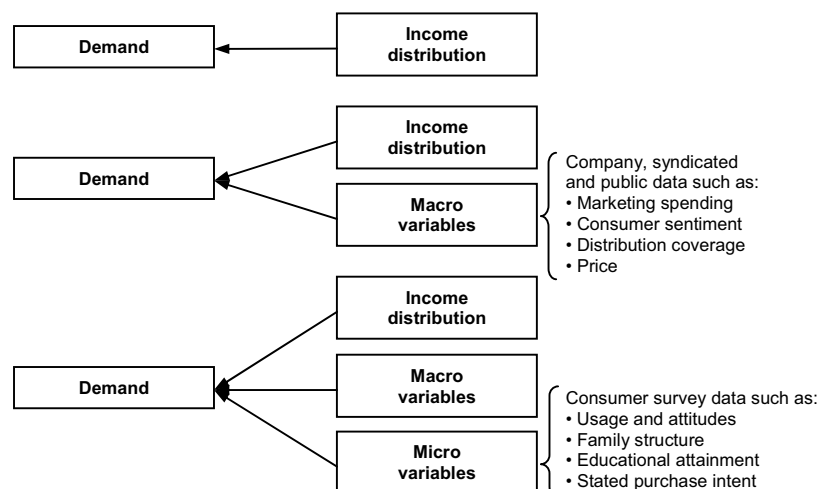 Demand
Income
distribution
Demand
Income
distribution
Macro
variables
Company, syndicated
and public data such as:
• Marketing spending
• Consumer sentiment
• Distribution coverage
• Price
Demand
Income
distribution
Macro
variables
Micro
variables
Consumer survey data such as:
• Usage and attitudes
• Family structure
• Educational attainment
• Stated purchase intent